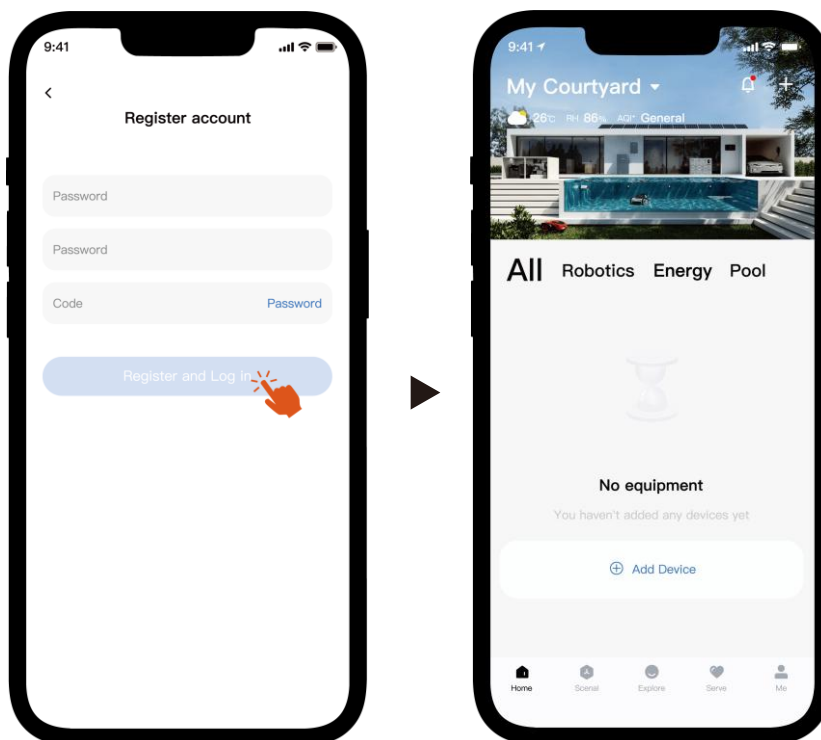 9:41
Register account
Password
Password
Code Password
Register and Log in
9:41
My Courtyard
26℃ RH 86% AQI* General
All Robotics Energy Pool
No equipment
You haven't added any devices yet
Add Device
Home Scenal Explore Serve Me